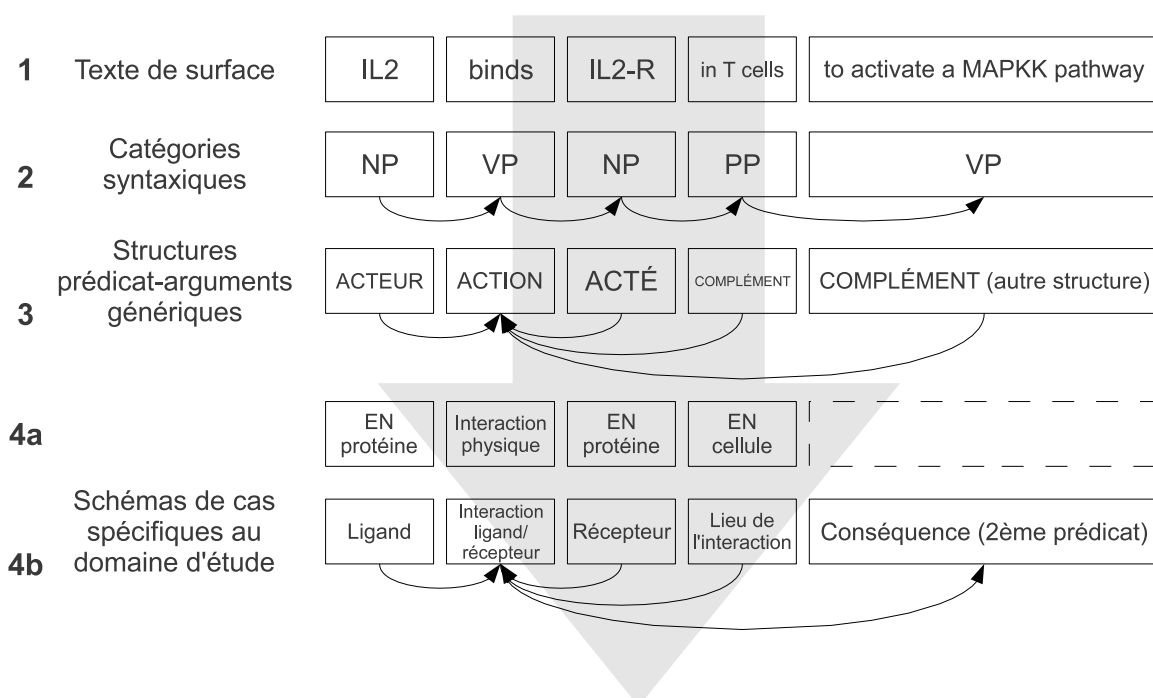 1 Texte de surface IL2 binds IL2-R in T cells to activate a MAPKK pathway
Catégories
2 syntaxiques NP VP NP PP VP
Structures
prédicat-arguments
3 génériques ACTEUR ACTION ACTÉ COMPLÉMENT COMPLÉMENT (autre structure)
4a
EN
protéine
Interaction
physique
EN
protéine
EN
cellule
4b
Schémas de cas
spécifiques au
domaine d'étude
Ligand
Interaction
ligand/
récepteur
Récepteur
Lieu de
l'interaction
Conséquence (2ème prédicat)